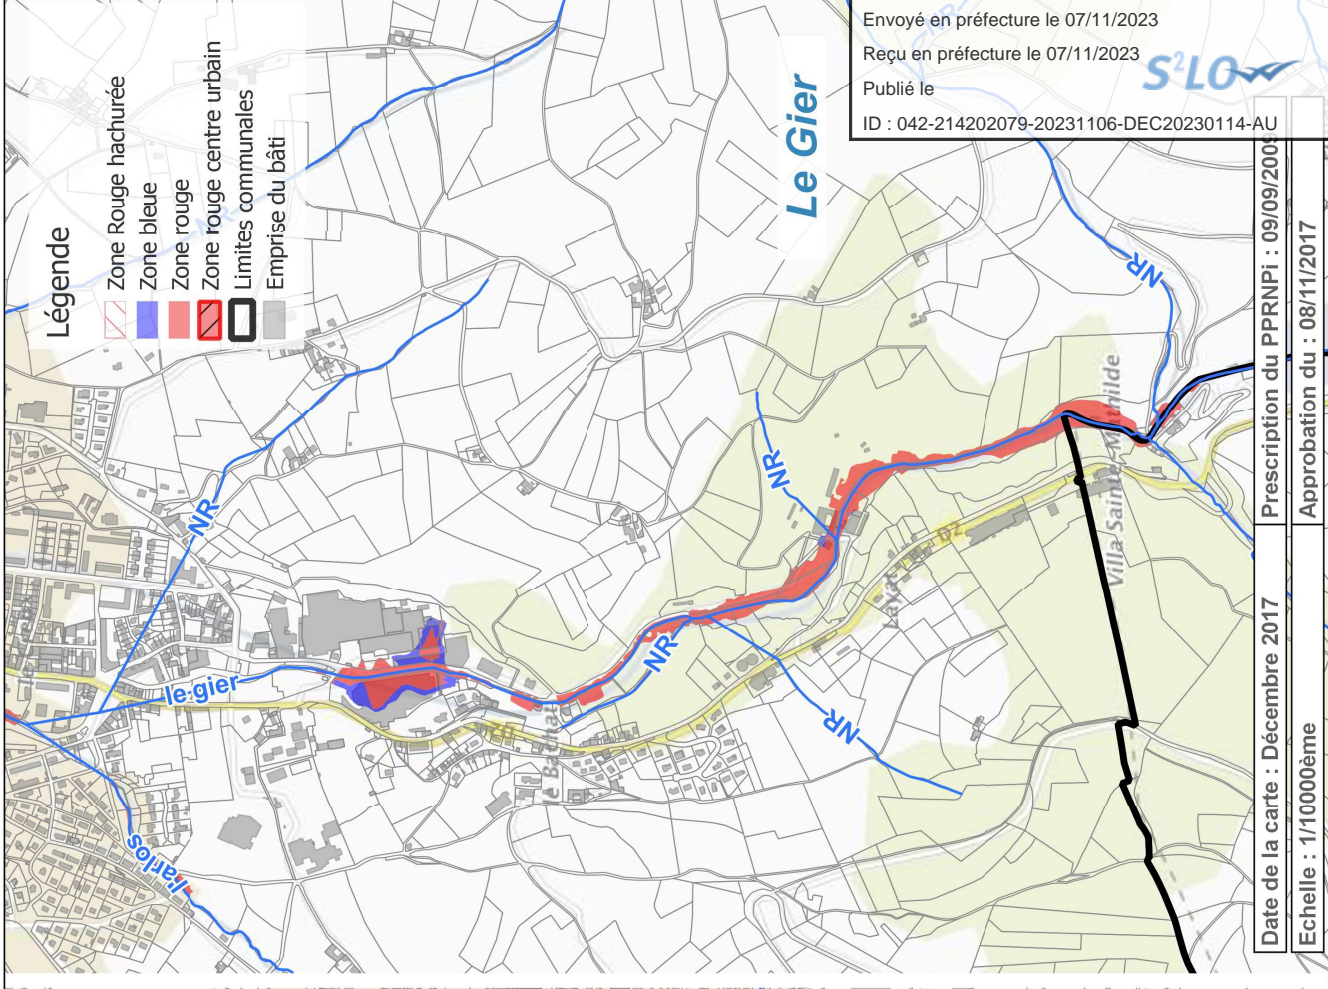 Envoyé en préfecture le 07/11/2023
Reçu en préfecture le 07/11/2023
Publié le
S²LO
ID : 042-214202079-20231106-DEC20230114-AU
Légende
Zone Rouge hachurée
Zone bleue
Zone rouge
Zone rouge centre urbain
Limites communales
Emprise du bâti
Le Gier
NR
NR
NR
NR
NR
NR
NR
le gier
l'arlos
le Bachat
Layat
D2
Villa Sainte-Mathilde
Date de la carte : Décembre 2017
Prescription du PPRNPi : 09/09/2009
Echelle : 1/10000ème
Approbation du : 08/11/2017